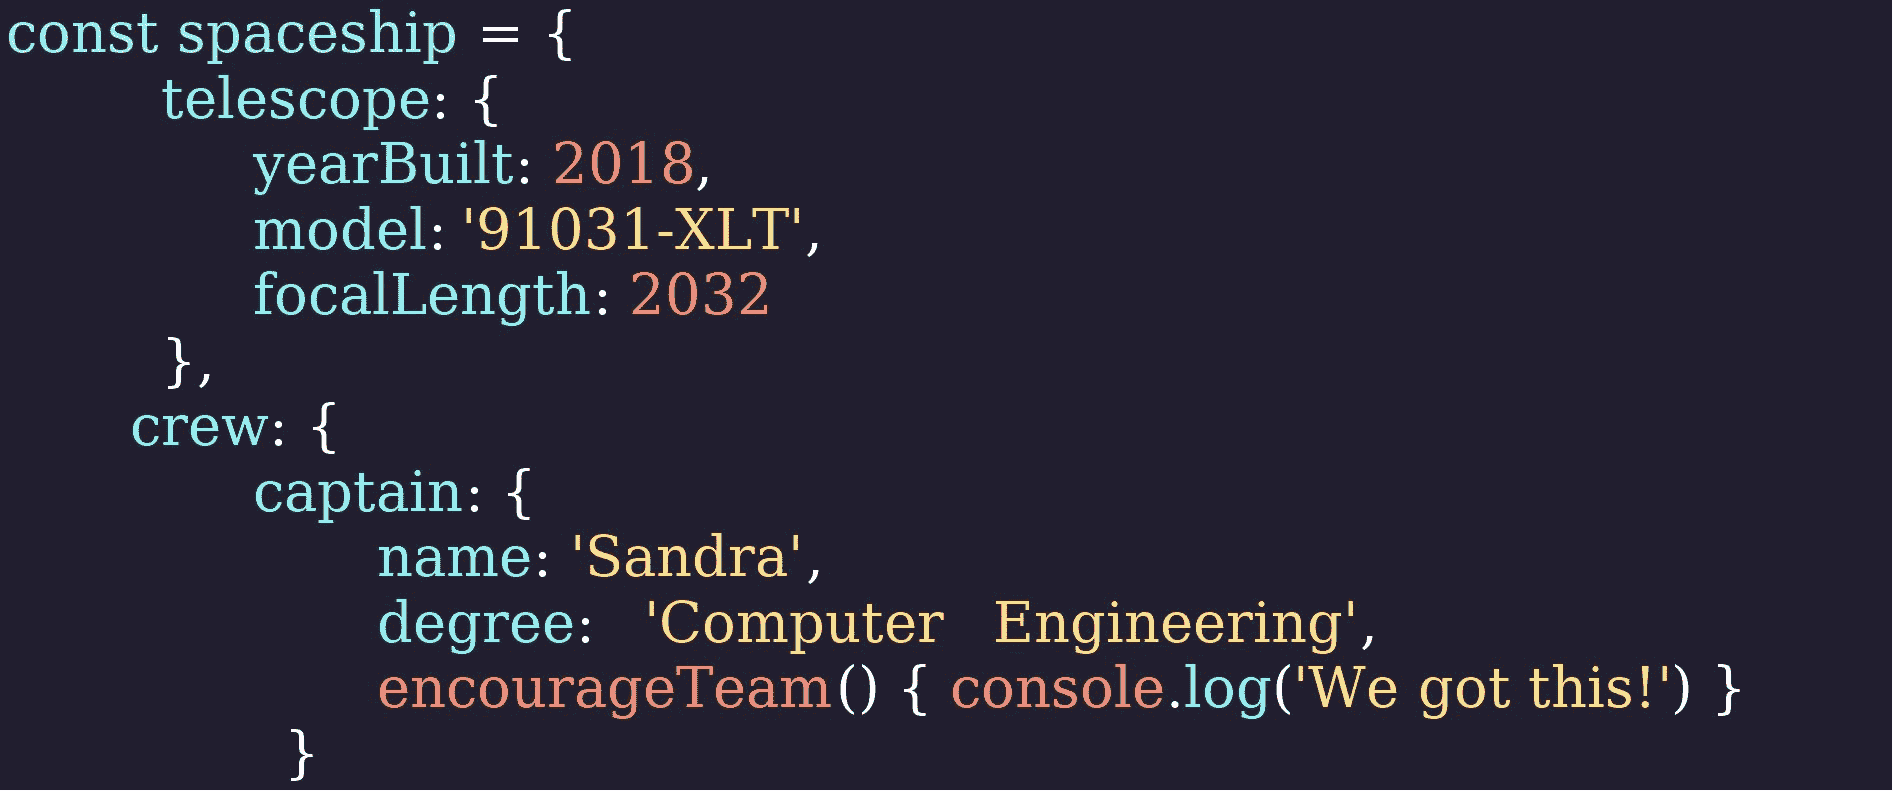 const spaceship = {
telescope: {
yearBuilt: 2018,
model: '91031-XLT',
focalLength: 2032
},
crew: {
captain: {
name: 'Sandra',
degree: 'Computer Engineering',
encourageTeam() { console.log('We got this!') }
}